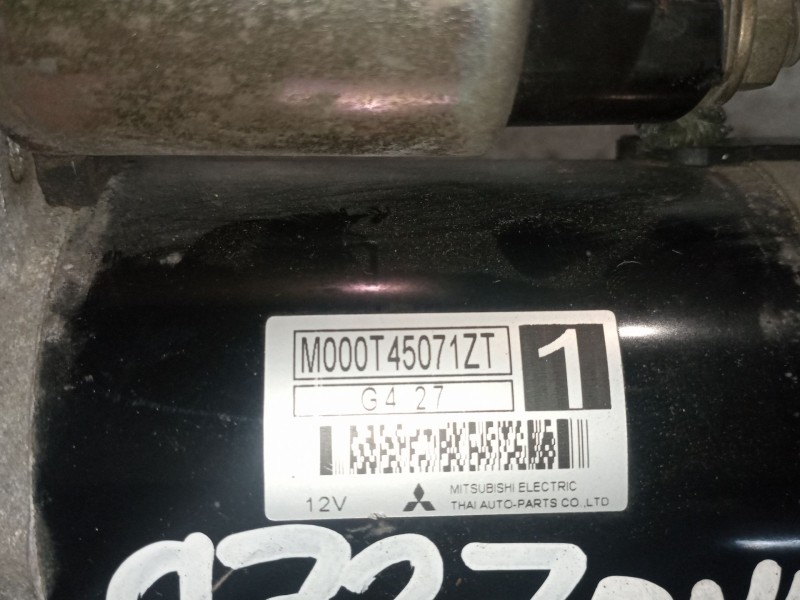 M000T45071ZT
1
G4 27
12V
MITSUBISHI ELECTRIC
THAI AUTO-PARTS CO.,LTD